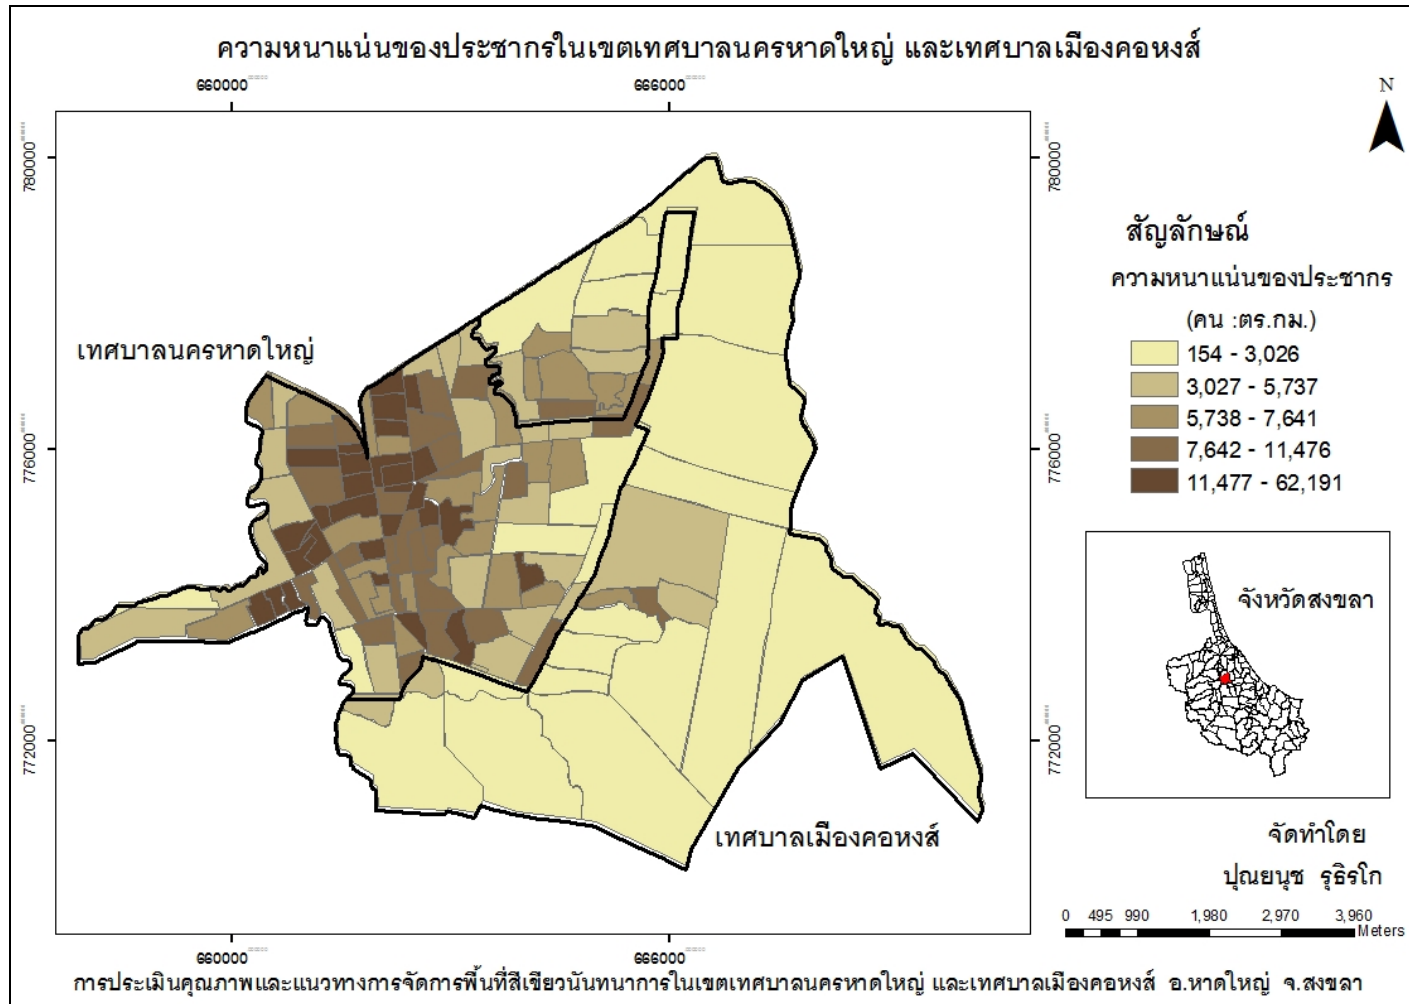 ความหนาแน่นของประชากรในเขตเทศบาลนครหาดใหญ่ และเทศบาลเมืองคอหงส์
660000 666000
N
780000 780000
สัญลักษณ์
ความหนาแน่นของประชากร
(คน :ตร.กม.)
154 - 3,026
3,027 - 5,737
5,738 - 7,641
7,642 - 11,476
11,477 - 62,191
เทศบาลนครหาดใหญ่
776000 776000
จังหวัดสงขลา
772000 772000
เทศบาลเมืองคอหงส์
จัดทำโดย
ปุณยนุช รุธิรโก
0 495 990 1,980 2,970 3,960
Meters
660000 666000
การประเมินคุณภาพและแนวทางการจัดการพื้นที่สีเขียวนันทนาการในเขตเทศบาลนครหาดใหญ่ และเทศบาลเมืองคอหงส์ อ.หาดใหญ่ จ.สงขลา